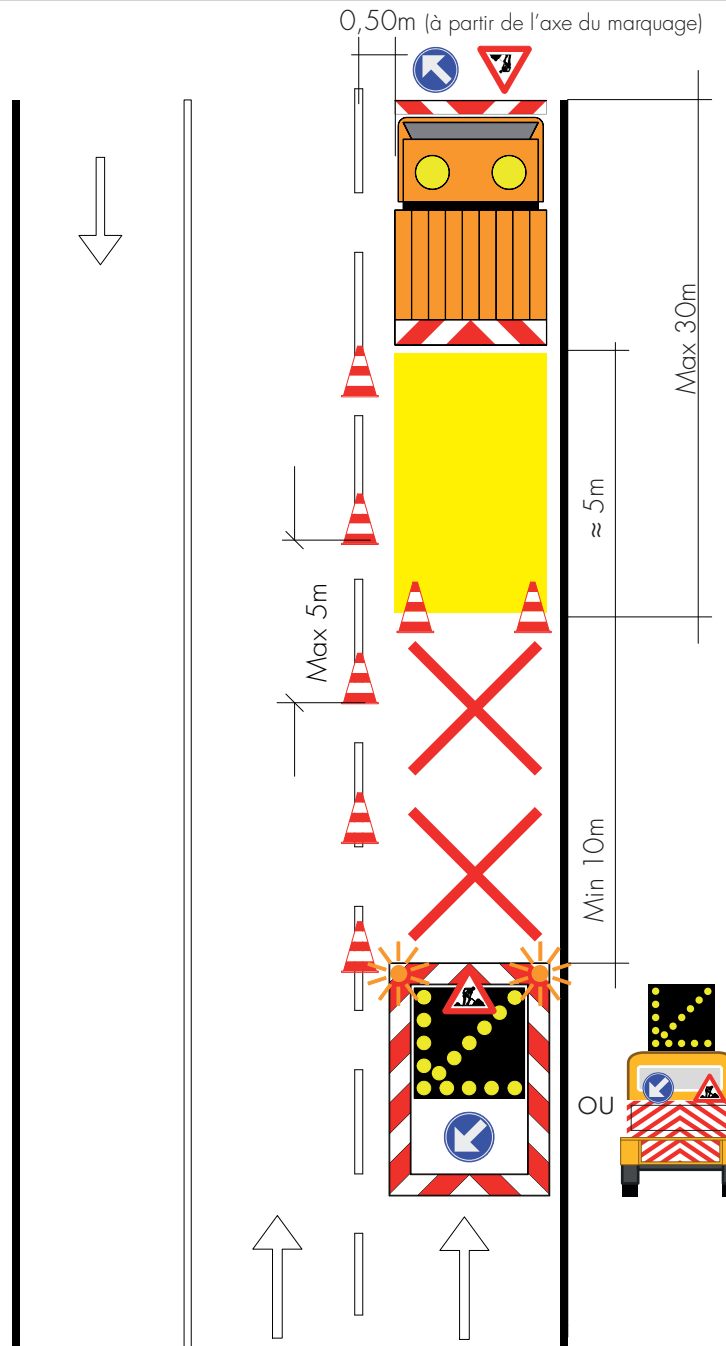 0,50m (à partir de l'axe du marquage)
Max 30m
≈ 5m
Max 5m
Min 10m
OU